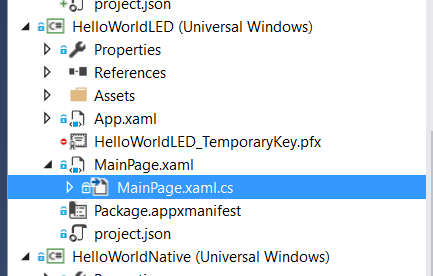 project.json
C# HelloWorldLED (Universal Windows)
Properties
References
Assets
App.xaml
HelloWorldLED_TemporaryKey.pfx
MainPage.xaml
MainPage.xaml.cs
Package.appxmanifest
project.json
C# HelloWorldNative (Universal Windows)